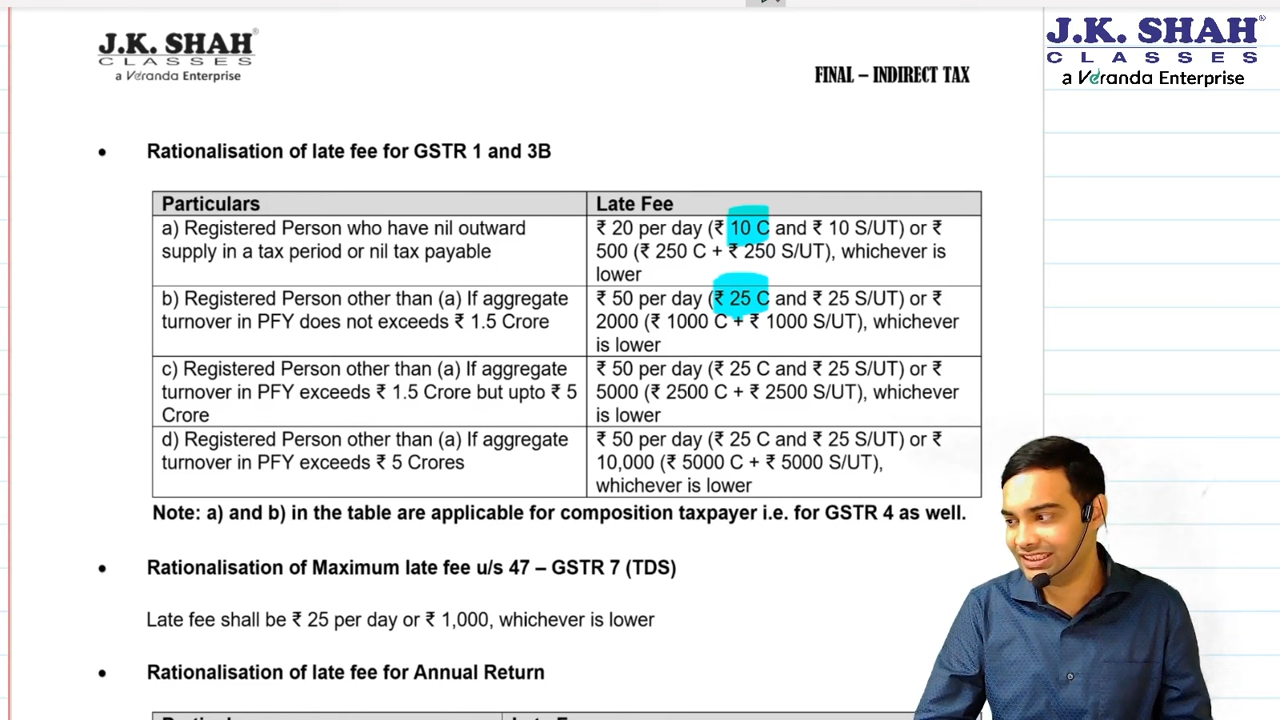 J.K. SHAH®
CLASSES
a Veranda Enterprise
J.K. SHAH®
CLASSES
a Veranda Enterprise
FINAL – INDIRECT TAX
• Rationalisation of late fee for GSTR 1 and 3B
Particulars
Late Fee
a) Registered Person who have nil outward
supply in a tax period or nil tax payable
₹ 20 per day (₹ 10 C and ₹ 10 S/UT) or ₹
500 (₹ 250 C + ₹ 250 S/UT), whichever is
lower
b) Registered Person other than (a) If aggregate
turnover in PFY does not exceeds ₹ 1.5 Crore
₹ 50 per day (₹ 25 C and ₹ 25 S/UT) or ₹
2000 (₹ 1000 C + ₹ 1000 S/UT), whichever
is lower
c) Registered Person other than (a) If aggregate
turnover in PFY exceeds ₹ 1.5 Crore but upto ₹ 5
Crore
₹ 50 per day (₹ 25 C and ₹ 25 S/UT) or ₹
5000 (₹ 2500 C + ₹ 2500 S/UT), whichever
is lower
d) Registered Person other than (a) If aggregate
turnover in PFY exceeds ₹ 5 Crores
₹ 50 per day (₹ 25 C and ₹ 25 S/UT) or ₹
10,000 (₹ 5000 C + ₹ 5000 S/UT),
whichever is lower
Note: a) and b) in the table are applicable for composition taxpayer i.e. for GSTR 4 as well.
• Rationalisation of Maximum late fee u/s 47 – GSTR 7 (TDS)
Late fee shall be ₹ 25 per day or ₹ 1,000, whichever is lower
• Rationalisation of late fee for Annual Return